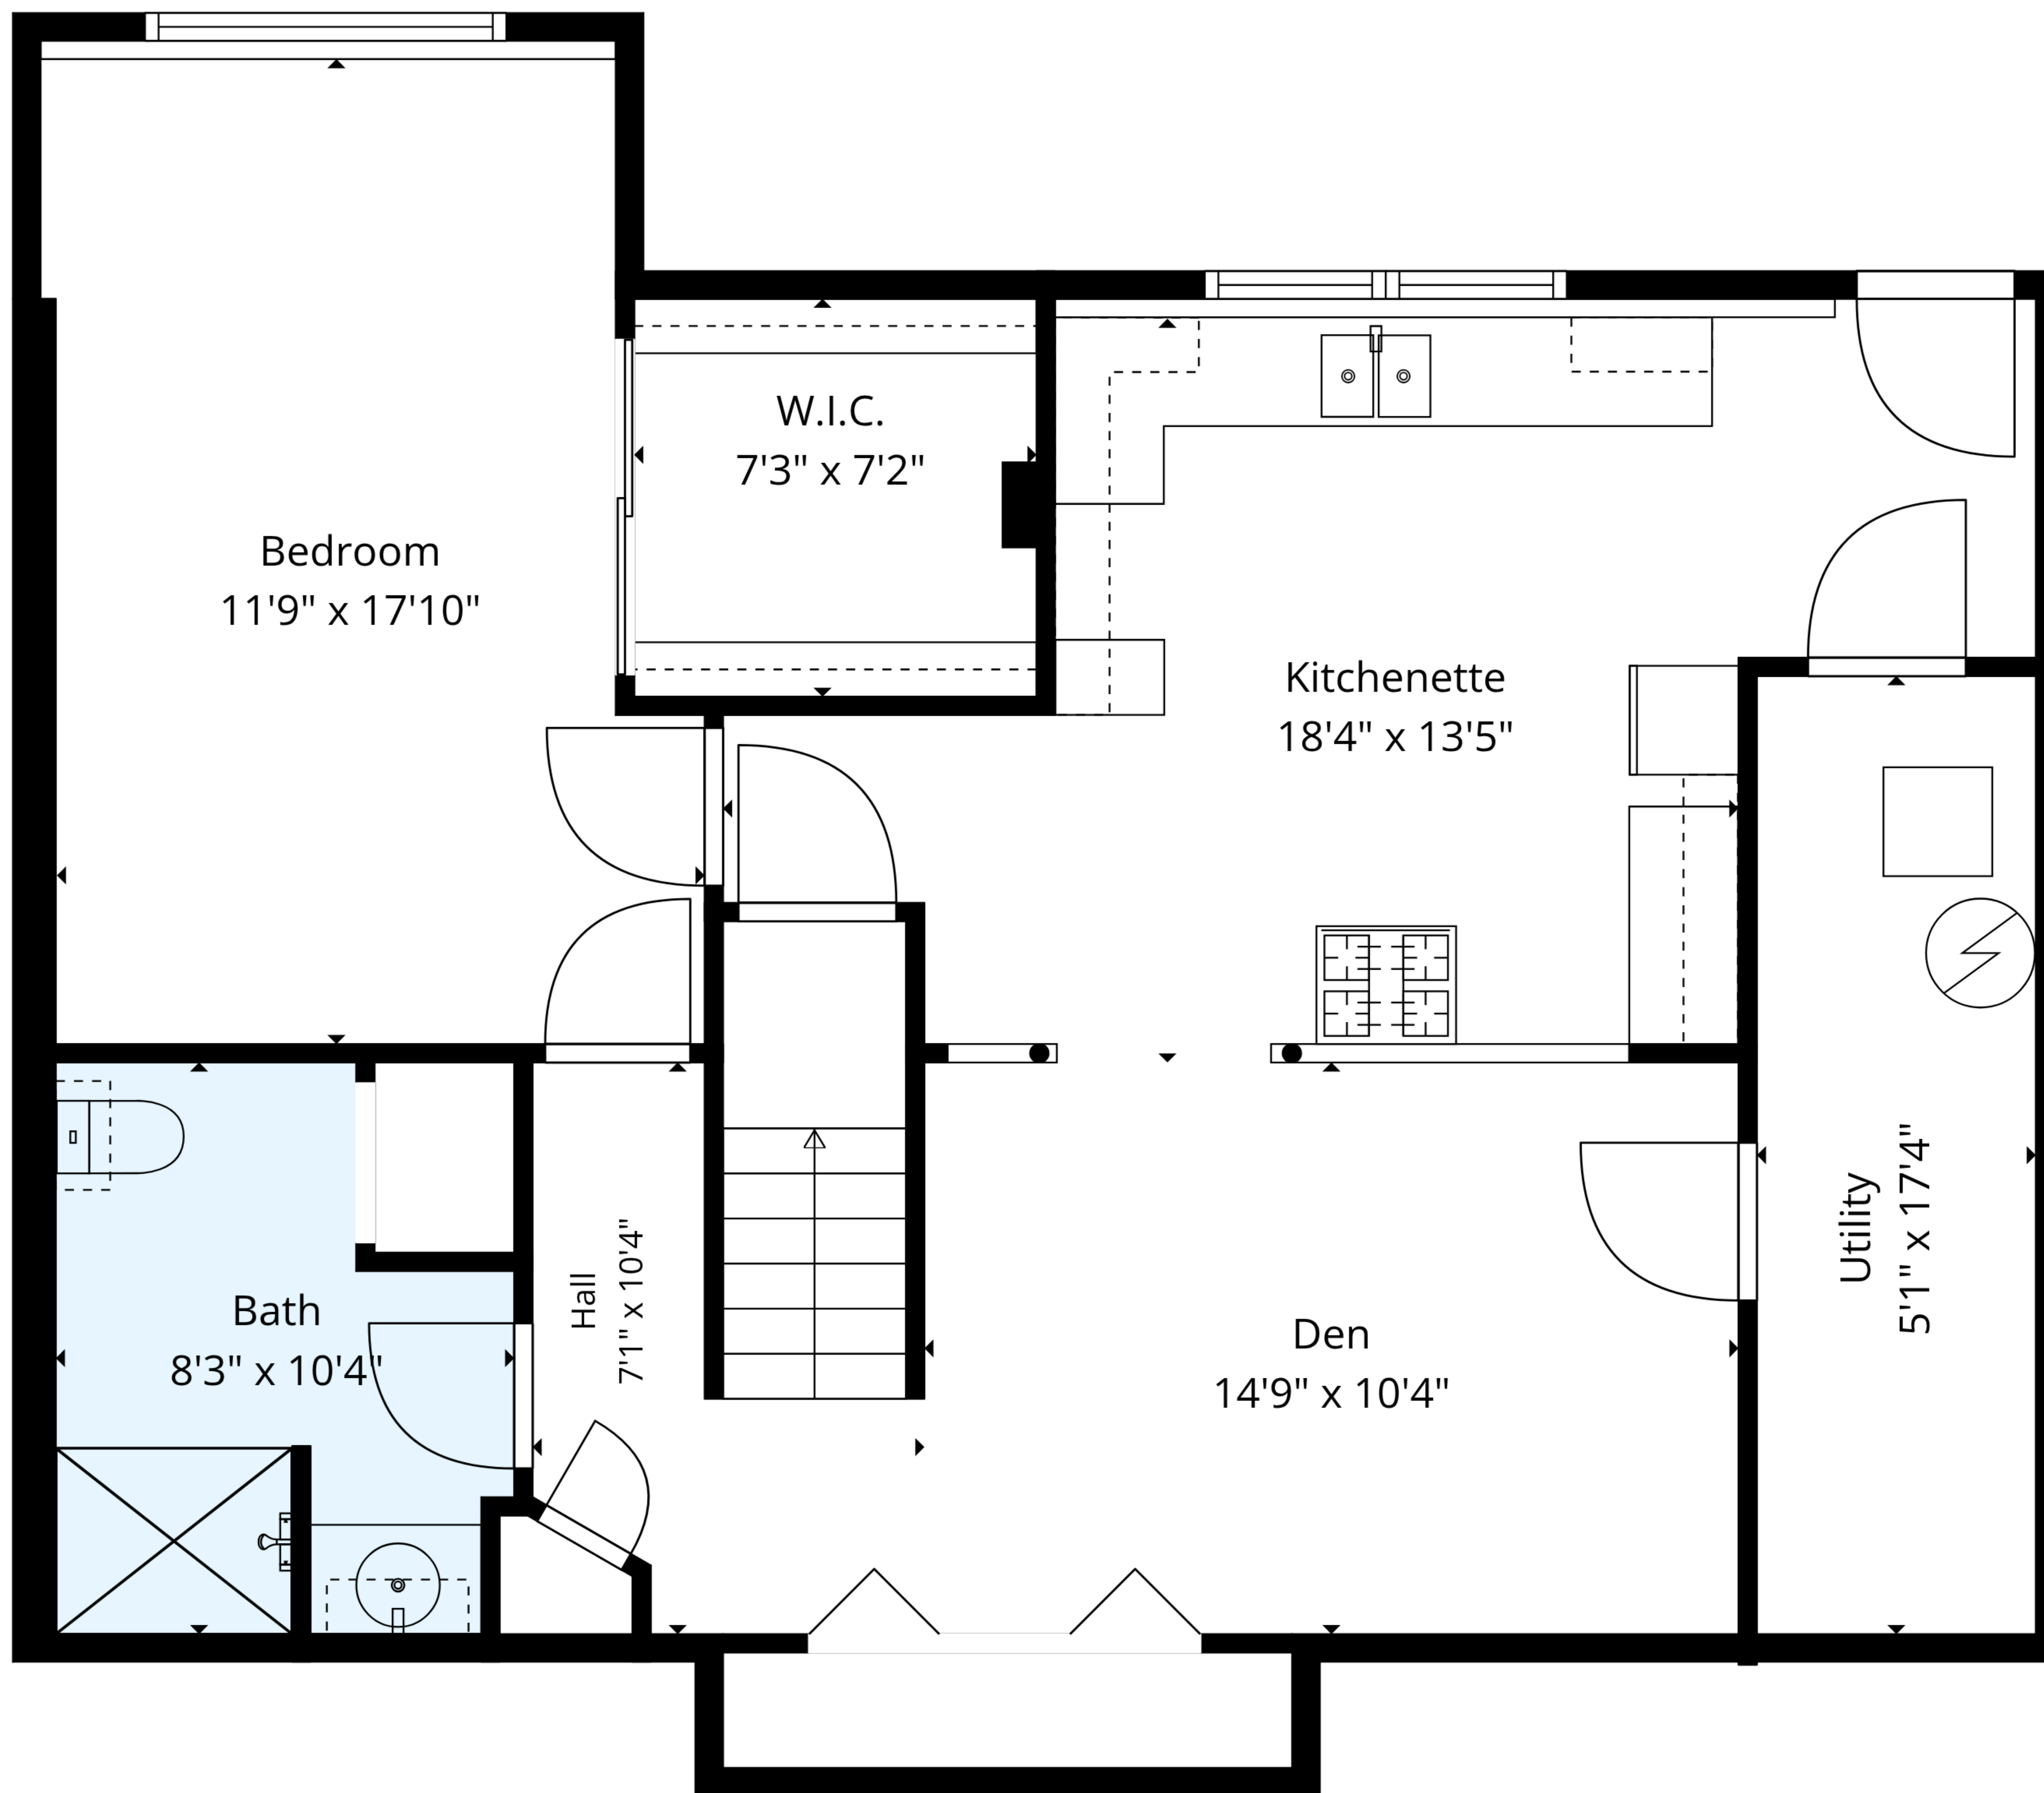 W.I.C.
7'3" x 7'2"
Bedroom
11'9" x 17'10"
Kitchenette
18'4" x 13'5"
Utility
5'1" x 17'4"
Hall
7'1" x 10'4"
Bath
8'3" x 10'4"
Den
14'9" x 10'4"